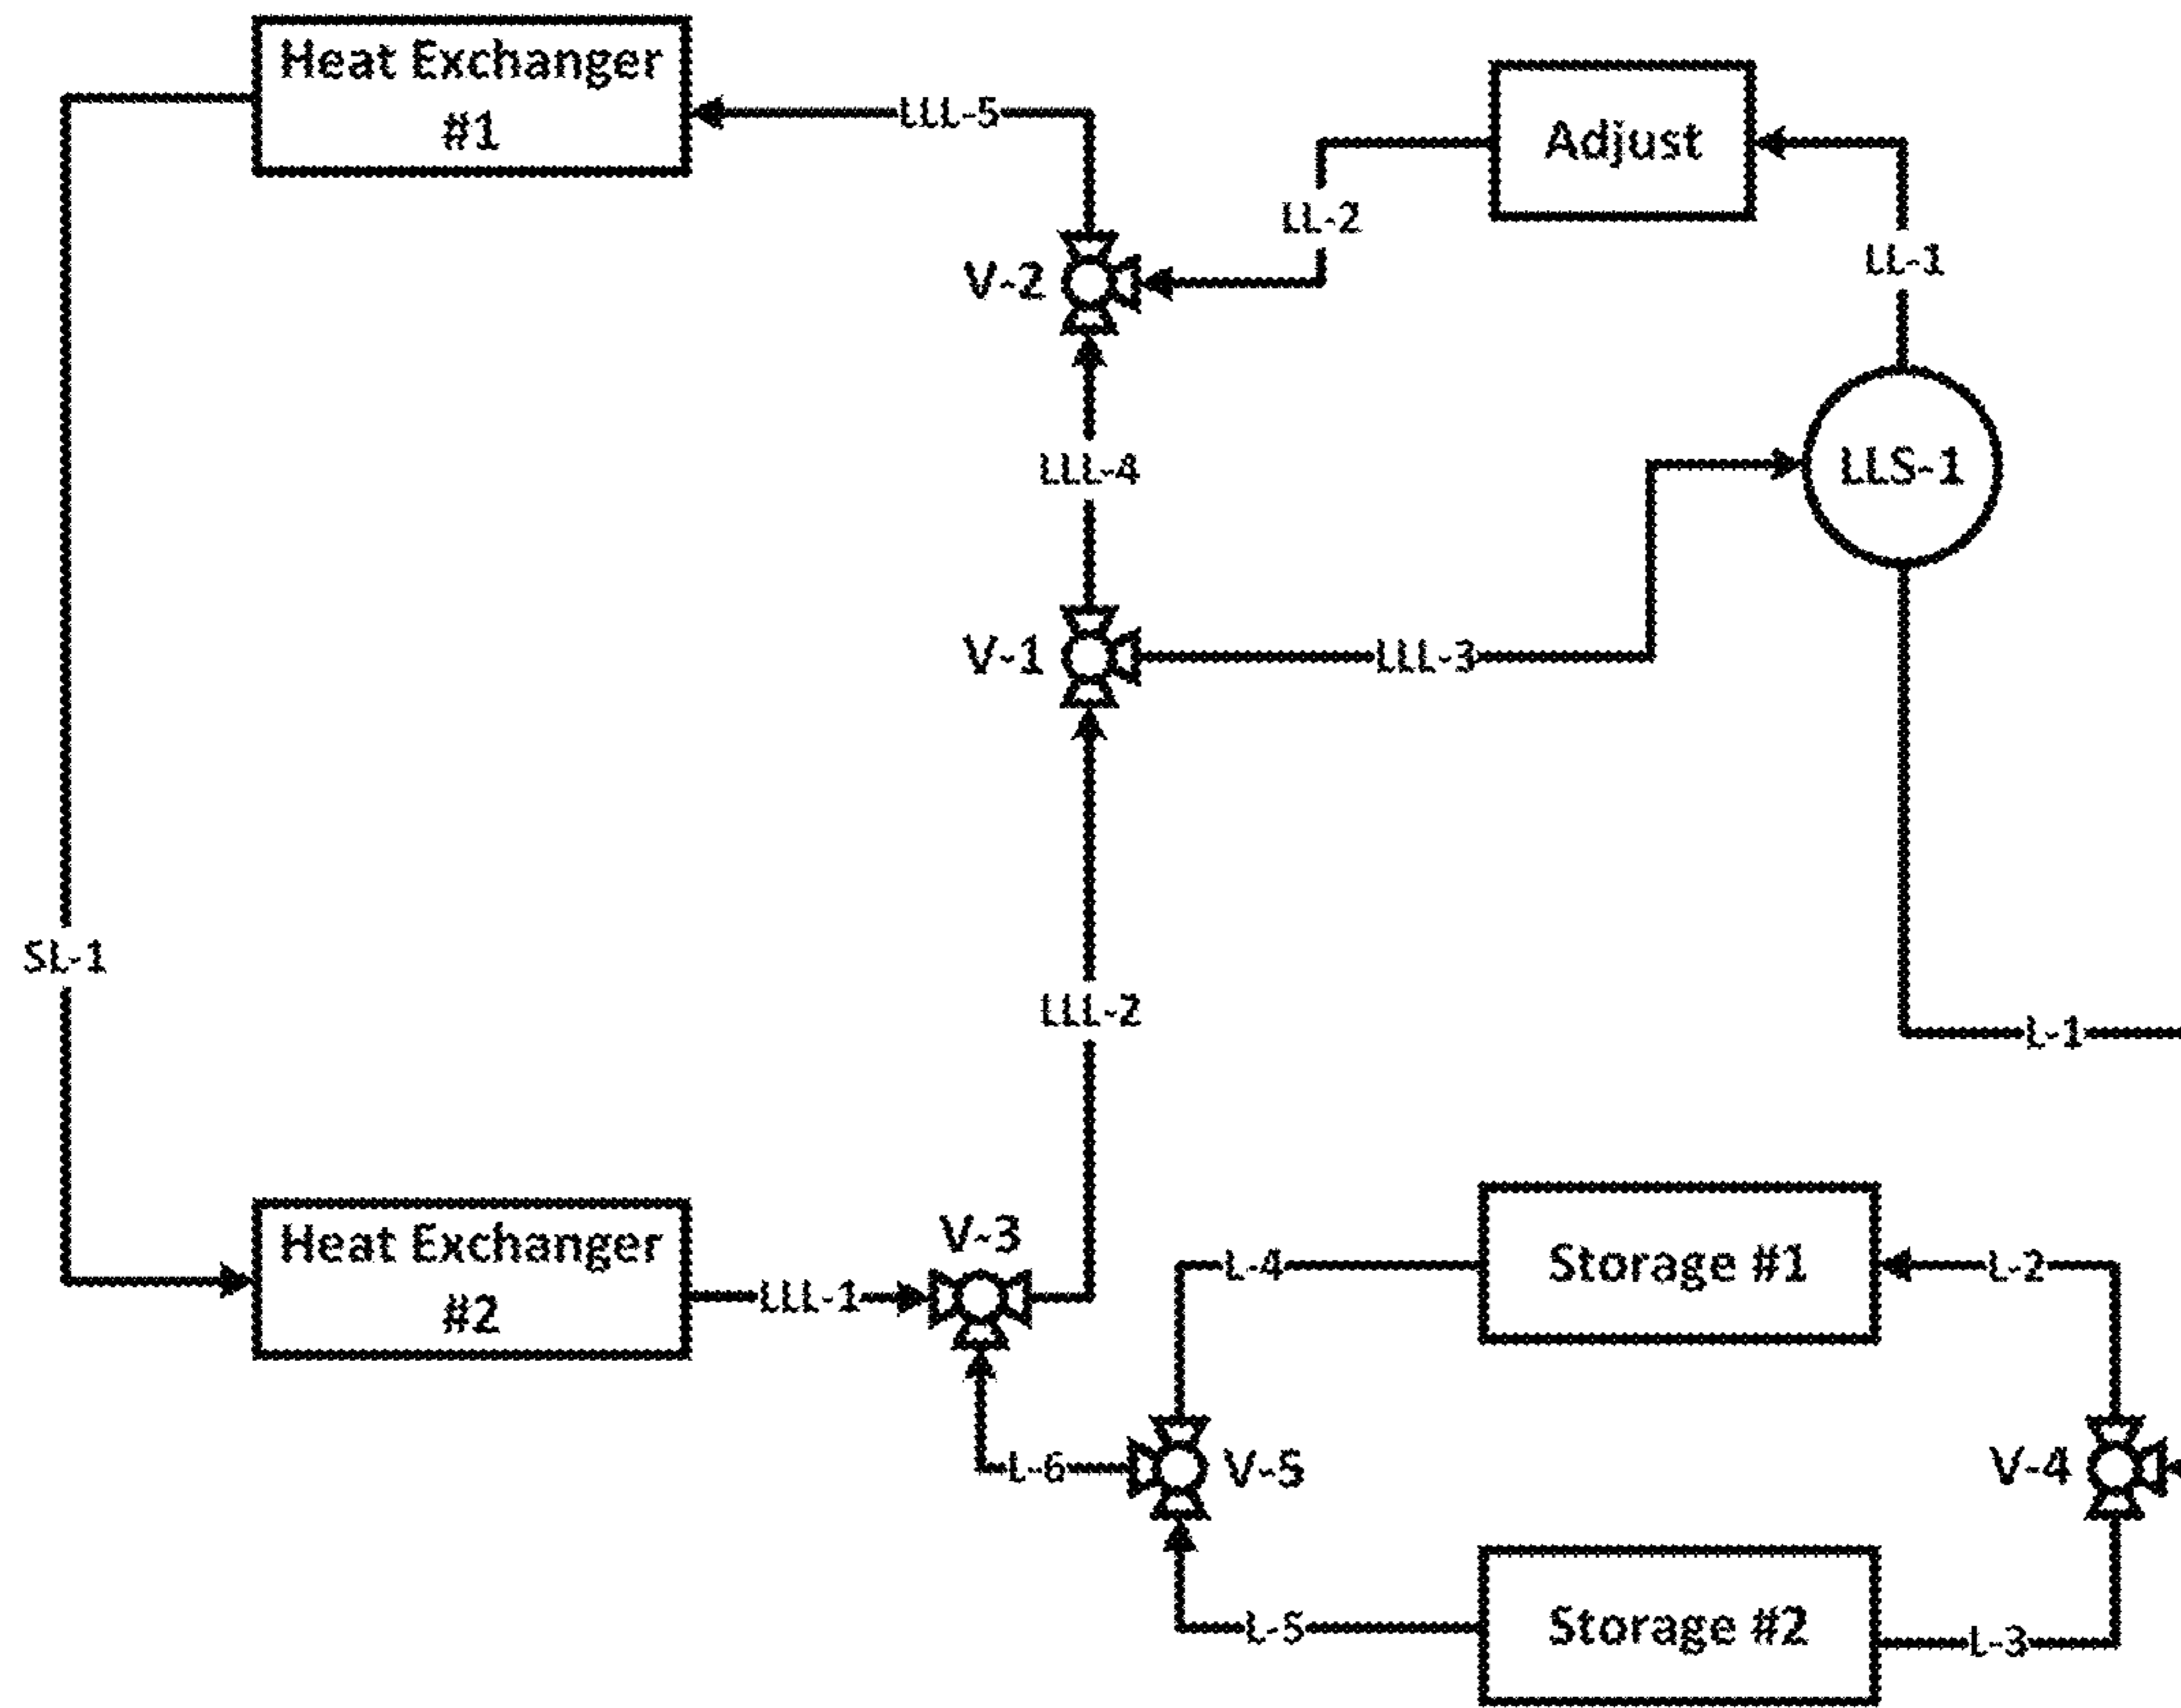 Heat Exchanger
#1
LLL-5
Adjust
LL-2
LL-1
V-2
LLL-4
LLS-1
V-1
LLL-3
SL-1
LLL-2
L-1
Heat Exchanger
#2
LLL-1
V-3
L-4
Storage #1
L-2
L-6
V-5
V-4
L-5
Storage #2
L-3